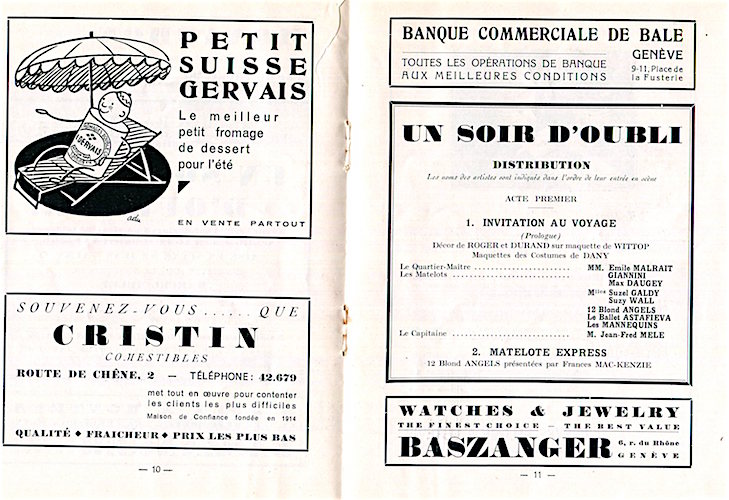 PETIT
SUISSE
GERVAIS
Le meilleur
petit fromage
de dessert
pour l'été
GERVAIS
EN VENTE PARTOUT
SOUVENEZ-VOUS...... QUE
CRISTIN
COMESTIBLES
ROUTE DE CHÊNE, 2 — TÉLÉPHONE: 42.679
met tout en œuvre pour contenter
les clients les plus difficiles
Maison de Confiance fondée en 1914
QUALITÉ ♦ FRAICHEUR ♦ PRIX LES PLUS BAS
— 10 —
BANQUE COMMERCIALE DE BALE
TOUTES LES OPÉRATIONS DE BANQUE
AUX MEILLEURES CONDITIONS
GENÈVE
9-11, Place de
la Fusterie
UN SOIR D'OUBLI
DISTRIBUTION
Les noms des artistes sont indiqués dans l'ordre de leur entrée en scène
ACTE PREMIER
1. INVITATION AU VOYAGE
(Prologue)
Décor de ROGER et DURAND sur maquette de WITTOP
Maquettes des Costumes de DANY
Le Quartier-Maître ........................ MM. Emile MALRAIT
Les Matelots .............................. GIANNINI
Max DAUGEY
Mlles Suzel GALDY
Suzy WALL
12 Blond ANGELS
Le Ballet ASTAFIEVA
Les MANNEQUINS
Le Capitaine .............................. M. Jean-Fred MELE
2. MATELOTE EXPRESS
12 Blond ANGELS présentées par Frances MAC-KENZIE
WATCHES & JEWELRY
THE FINEST CHOICE — THE BEST VALUE
BASZANGER
6, r. du Rhône
GENÈVE
— 11 —